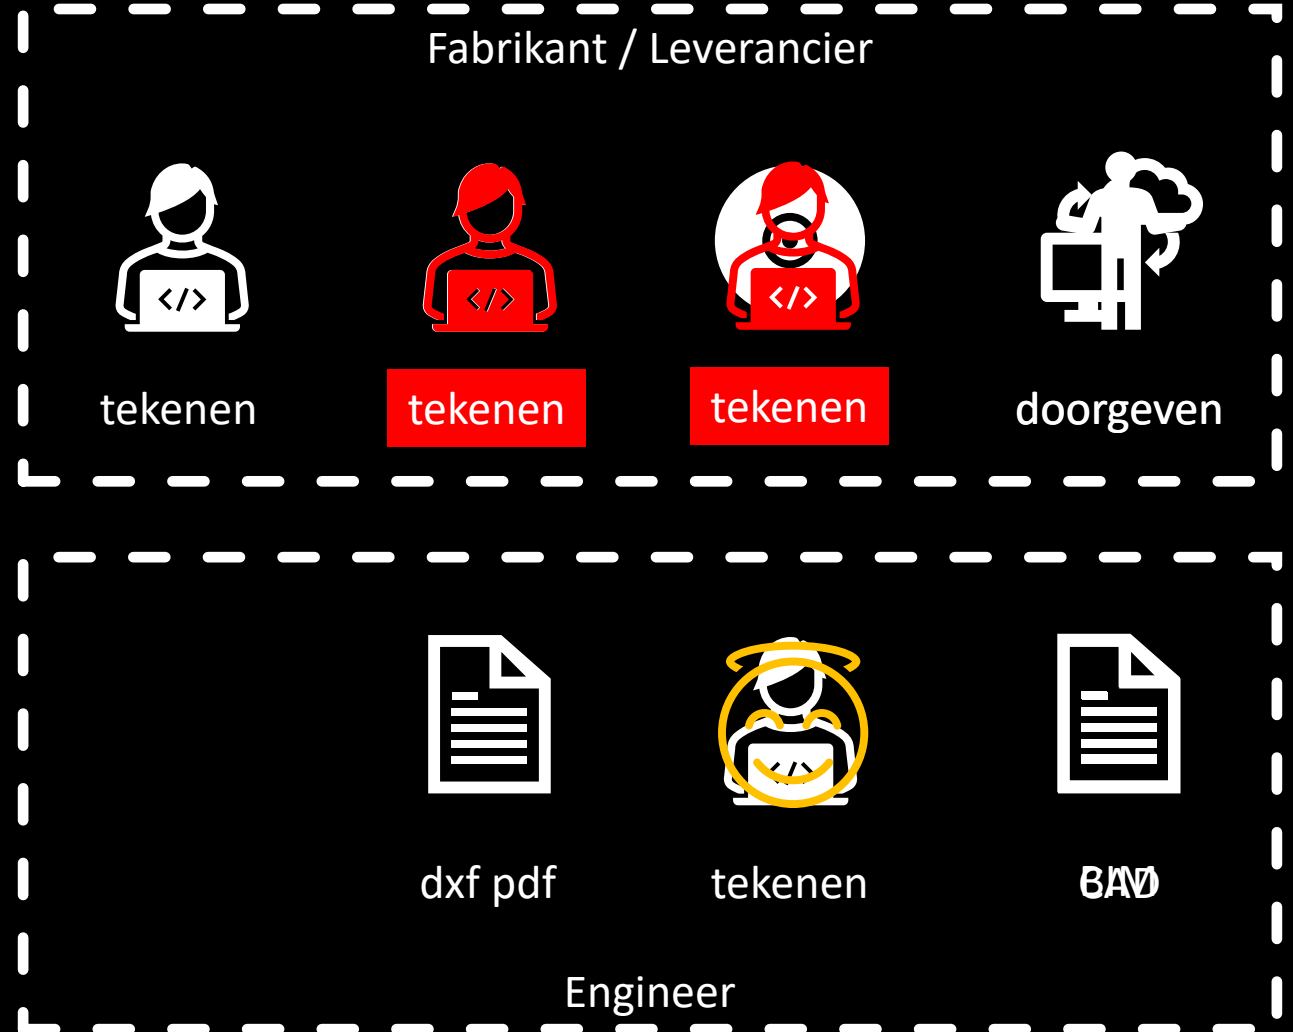 Fabrikant / Leverancier
</>
</>
</>
tekenen
tekenen
tekenen
doorgeven
</>
dxf pdf
tekenen
Engineer